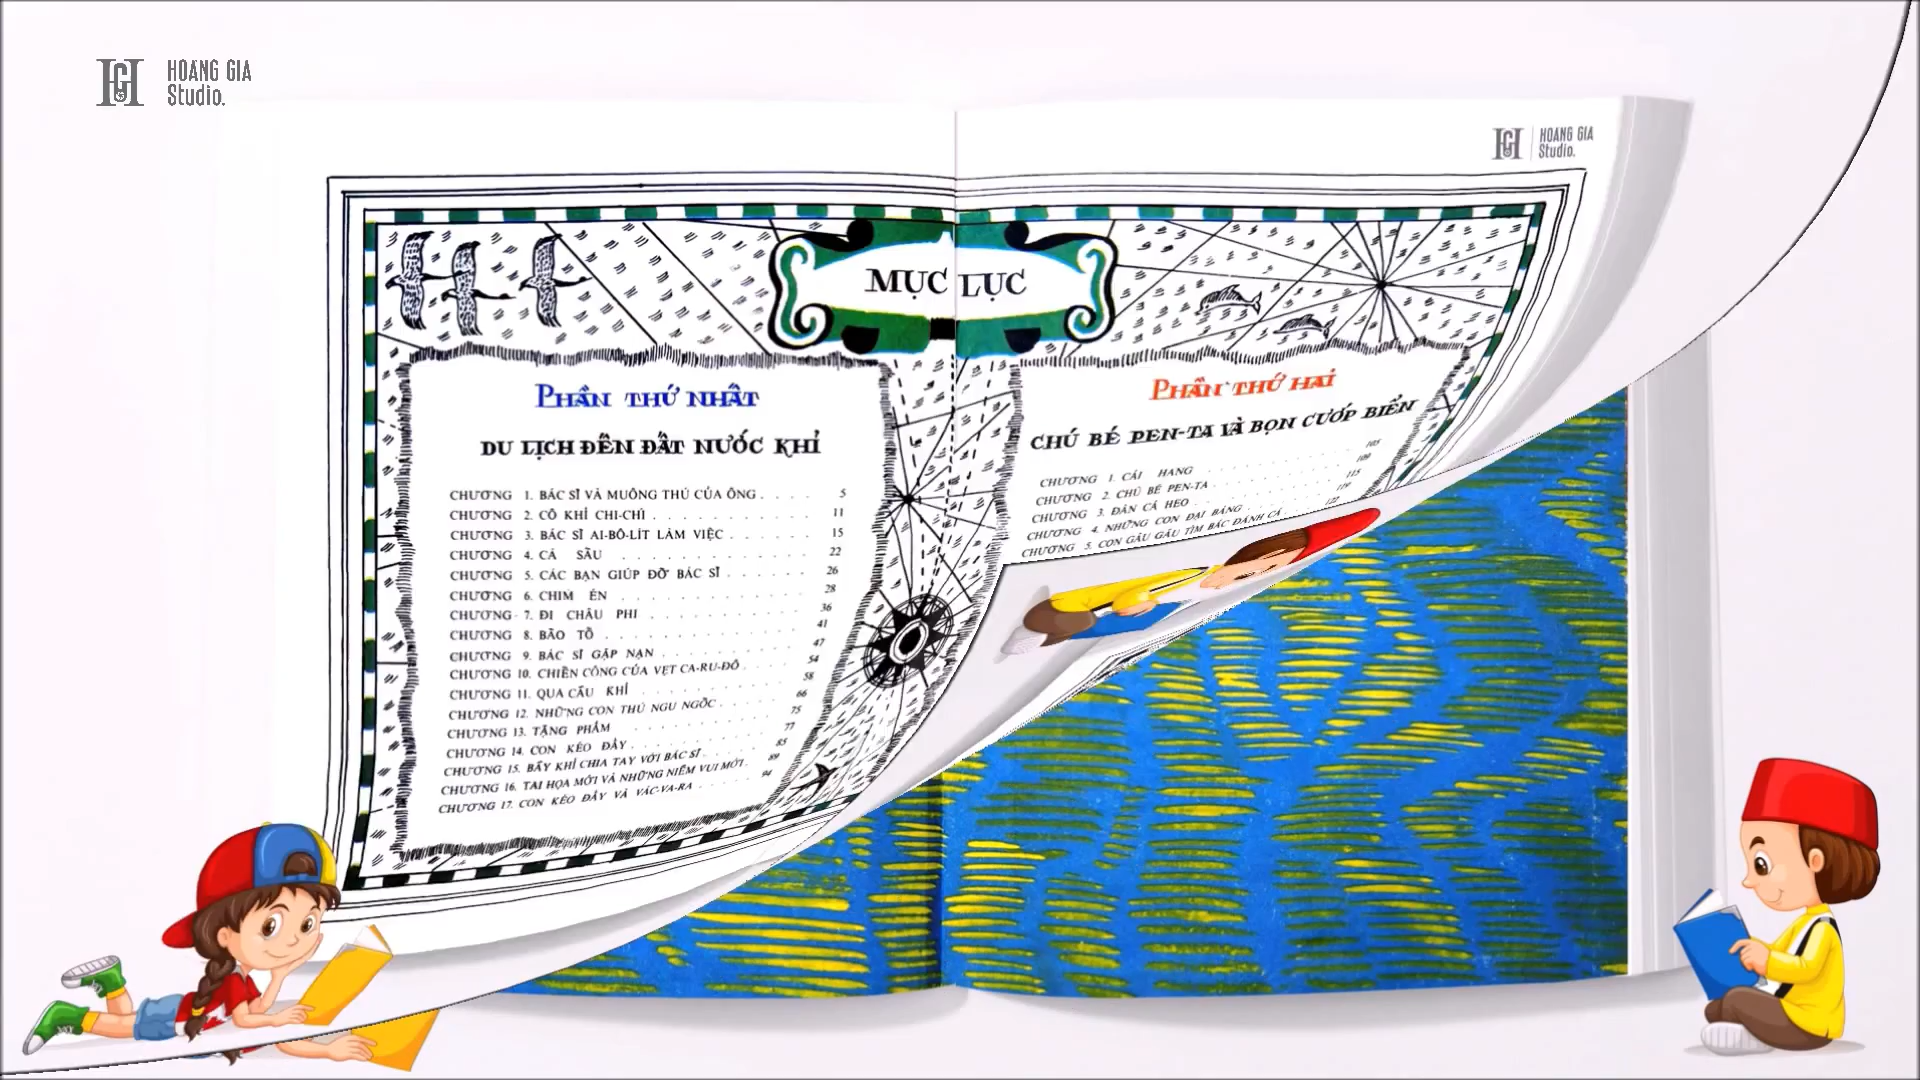 HOANG GIA
Studio.
HOANG GIA
Studio.
MỤC LỤC
PHẦN THỨ NHẤT
DU LỊCH ĐẾN ĐẤT NƯỚC KHỈ
CHƯƠNG 1. BÁC SĨ VÀ MUÔNG THÚ CỦA ÔNG . . . . 5
CHƯƠNG 2. CÔ KHỈ CHI-CHI . . . . . . . . . 11
CHƯƠNG 3. BÁC SĨ AI-BÔ-LÍT LÀM VIỆC . . . . . . 15
CHƯƠNG 4. CÁ SẤU . . . . . . . . . . 22
CHƯƠNG 5. CÁC BẠN GIÚP ĐỠ BÁC SĨ . . . . . . 26
CHƯƠNG 6. CHIM ÉN . . . . . . . . . . 28
CHƯƠNG 7. ĐI CHÂU PHI . . . . . . . . . 36
CHƯƠNG 8. BÃO TỐ . . . . . . . . . . 41
CHƯƠNG 9. BÁC SĨ GẶP NẠN . . . . . . . . 47
CHƯƠNG 10. CHIẾN CÔNG CỦA VẸT CA-RU-ĐÔ . . . . 54
CHƯƠNG 11. QUA CẦU KHỈ . . . . . . . . . 58
CHƯƠNG 12. NHỮNG CON THÚ NGU NGỐC . . . . . 66
CHƯƠNG 13. TẶNG PHẨM . . . . . . . . . 75
CHƯƠNG 14. CON KÉO ĐẨY . . . . . . . . 77
CHƯƠNG 15. BẦY KHỈ CHIA TAY VỚI BÁC SĨ . . . . . 85
CHƯƠNG 16. TAI HỌA MỚI VÀ NHỮNG NIỀM VUI MỚI . 89
CHƯƠNG 17. CON KÉO ĐẨY VÀ VÁC-VA-RA . . . . . 94
PHẦN THỨ HAI
CHÚ BÉ PEN-TA VÀ BỌN CƯỚP BIỂN
CHƯƠNG 1. CÁI HANG . . . . . . . . . 105
CHƯƠNG 2. CHÚ BÉ PEN-TA . . . . . . . . 109
CHƯƠNG 3. ĐÀN CÁ HEO . . . . . . . . 115
CHƯƠNG 4. NHỮNG CON ĐẠI BÀNG . . . . . . 119
CHƯƠNG 5. CON GÂU GÂU TÌM BÁC ĐÁNH CÁ . . . 122